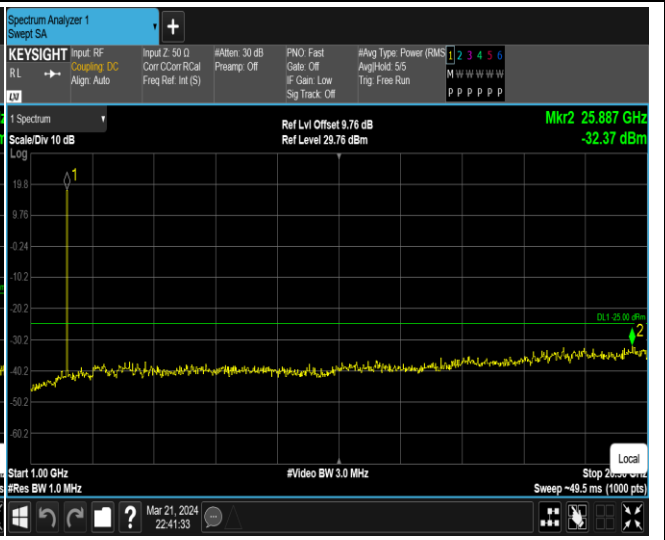 Spectrum Analyzer 1
Swept SA
+
KEYSIGHT
RL
LXI
Input: RF
Coupling: DC
Align: Auto
Input Z: 50 Ω
Corr CCorr RCal
Freq Ref: Int (S)
#Atten: 30 dB
Preamp: Off
PNO: Fast
Gate: Off
IF Gain: Low
Sig Track: Off
#Avg Type: Power (RMS
Avg|Hold: 5/5
Trig: Free Run
1 2 3 4 5 6
M W W W W W
P P P P P P
1 Spectrum
Scale/Div 10 dB
Log
Ref Lvl Offset 9.76 dB
Ref Level 29.76 dBm
Mkr2 25.887 GHz
-32.37 dBm
1
19.8
9.76
-0.24
-10.2
-20.2
DL1 -25.00 dBm
2
-30.2
-40.2
-50.2
-60.2
Local
Start 1.00 GHz
#Video BW 3.0 MHz
Stop
#Res BW 1.0 MHz
Sweep ~49.5 ms (1000 pts)
?
Mar 21, 2024
22:41:33